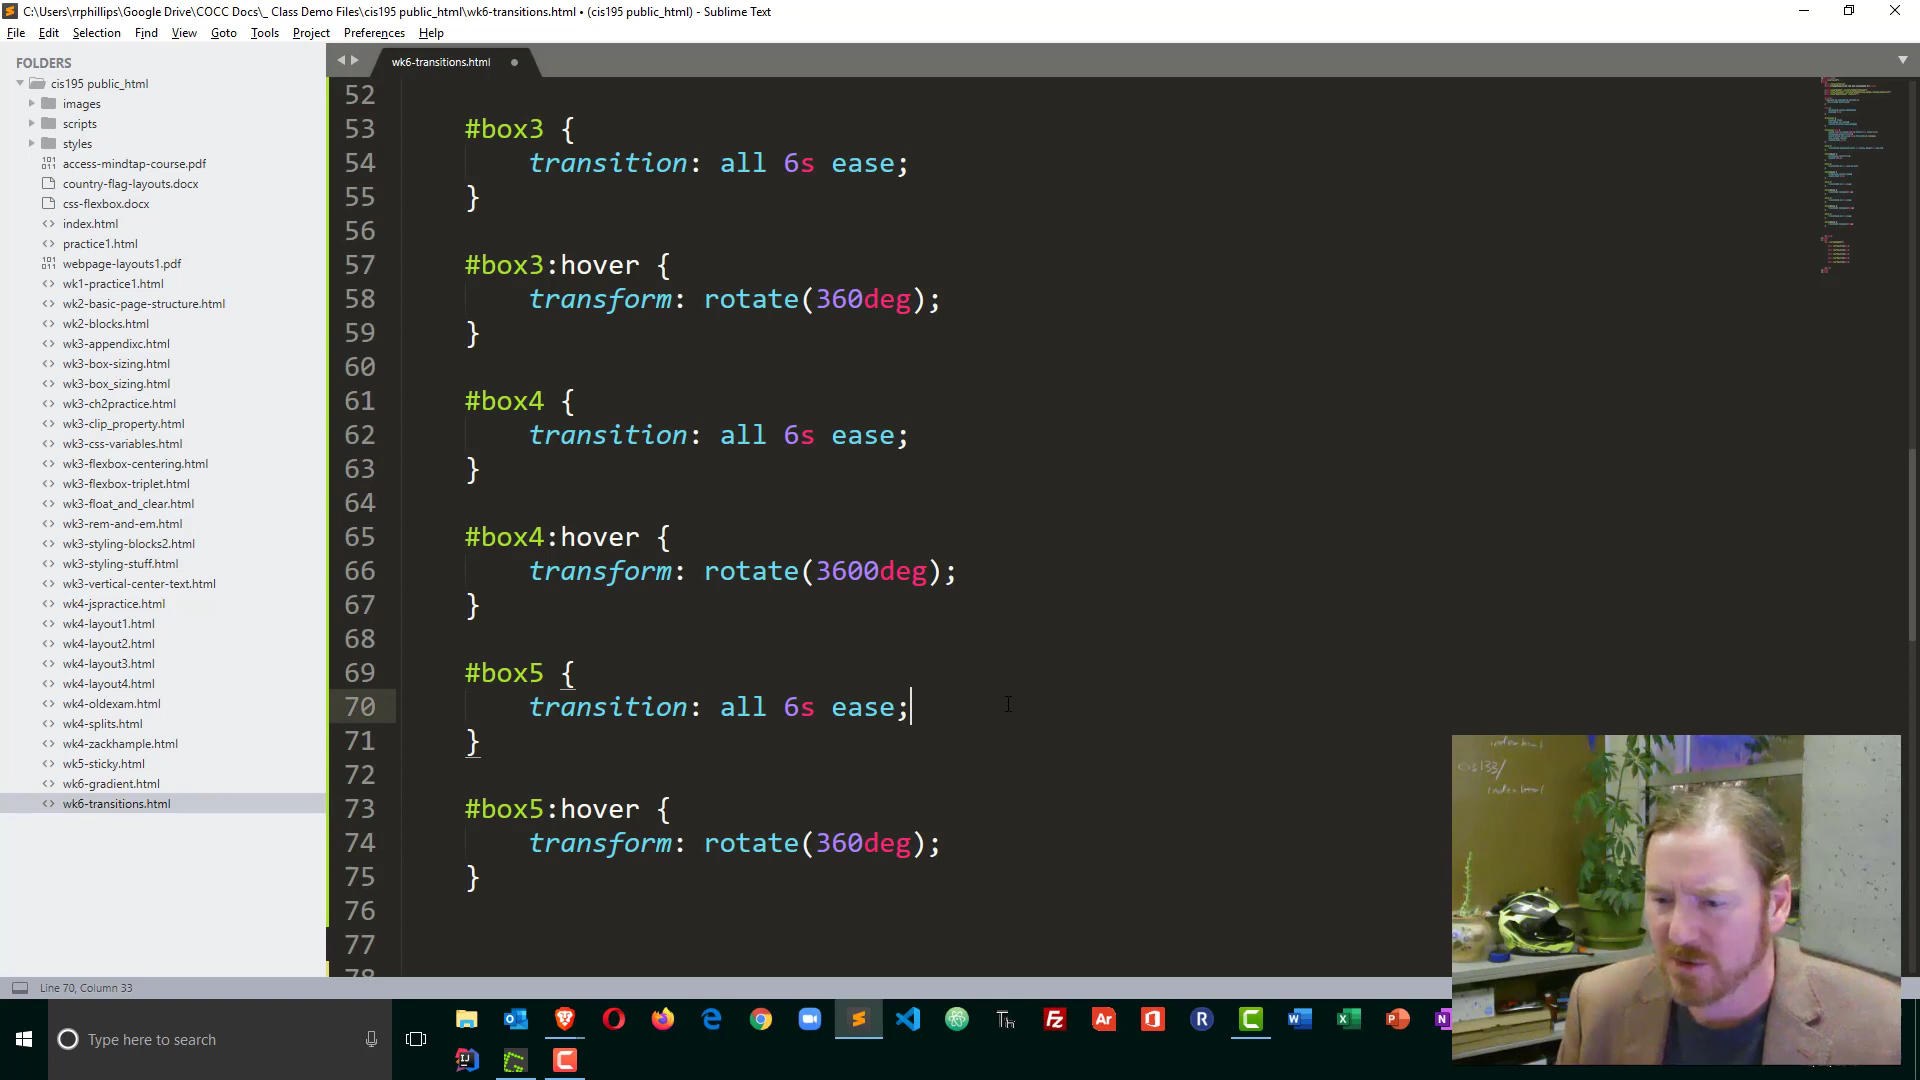 C:\Users\rrphillips\Google Drive\COCC Docs\_ Class Demo Files\cis195 public_html\wk6-transitions.html • (cis195 public_html) - Sublime Text
File Edit Selection Find View Goto Tools Project Preferences Help
FOLDERS
cis195 public_html
images
scripts
styles
access-mindtap-course.pdf
country-flag-layouts.docx
css-flexbox.docx
index.html
practice1.html
webpage-layouts1.pdf
wk1-practice1.html
wk2-basic-page-structure.html
wk2-blocks.html
wk3-appendixc.html
wk3-box-sizing.html
wk3-box_sizing.html
wk3-ch2practice.html
wk3-clip_property.html
wk3-css-variables.html
wk3-flexbox-centering.html
wk3-flexbox-triplet.html
wk3-float_and_clear.html
wk3-rem-and-em.html
wk3-styling-blocks2.html
wk3-styling-stuff.html
wk3-vertical-center-text.html
wk4-jspractice.html
wk4-layout1.html
wk4-layout2.html
wk4-layout3.html
wk4-layout4.html
wk4-oldexam.html
wk4-splits.html
wk4-zackhample.html
wk5-sticky.html
wk6-gradient.html
wk6-transitions.html
wk6-transitions.html
52
53 #box3 {
54 transition: all 6s ease;
55 }
56
57 #box3:hover {
58 transform: rotate(360deg);
59 }
60
61 #box4 {
62 transition: all 6s ease;
63 }
64
65 #box4:hover {
66 transform: rotate(3600deg);
67 }
68
69 #box5 {
70 transition: all 6s ease;
71 }
72
73 #box5:hover {
74 transform: rotate(360deg);
75 }
76
77
78
Line 70, Column 33
Type here to search